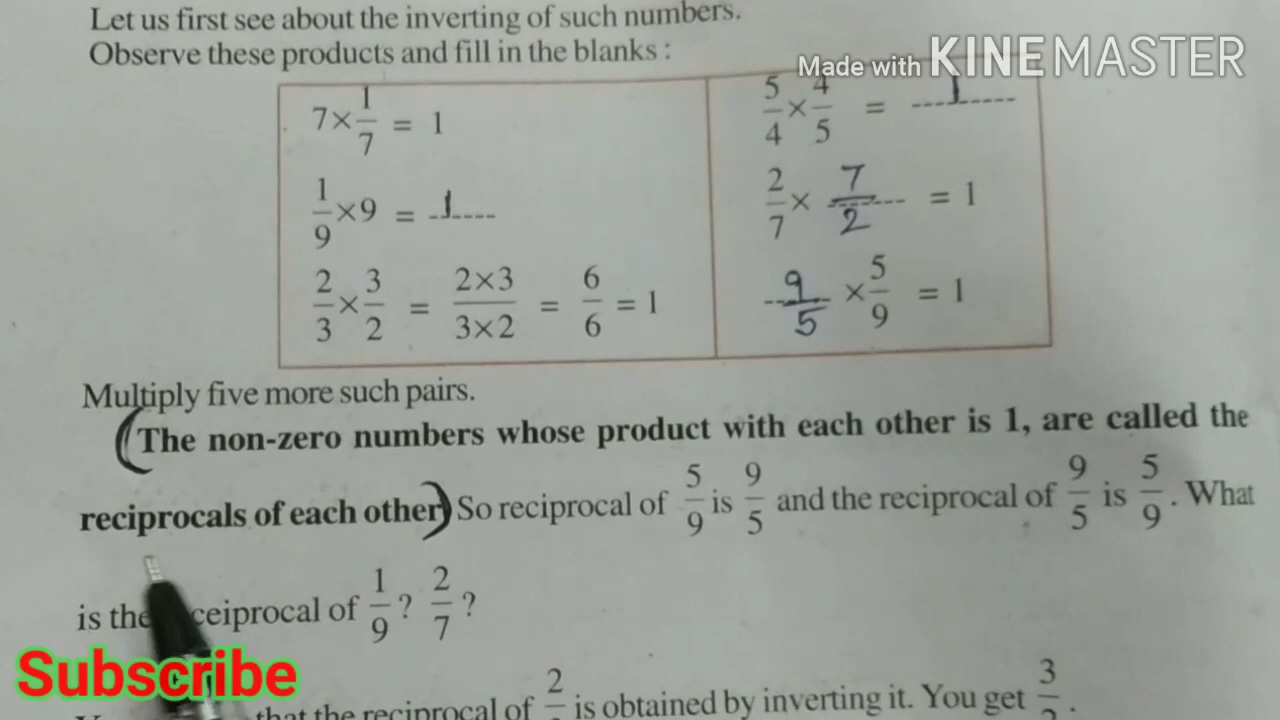 Let us first see about the inverting of such numbers.
Observe these products and fill in the blanks :
Made with KINEMASTER
7 × 1/7 = 1
1/9 × 9 = 1
2/3 × 3/2 = 2×3/3×2 = 6/6 = 1
5/4 × 4/5 = 1
2/7 × 7/2 = 1
9/5 × 5/9 = 1
Multiply five more such pairs.
(The non-zero numbers whose product with each other is 1, are called the
reciprocals of each other) So reciprocal of 5/9 is 9/5 and the reciprocal of 9/5 is 5/9. What
is the ceiprocal of 1/9 ? 2/7 ?
Subscribe
that the reciprocal of 2 is obtained by inverting it. You get 3 .